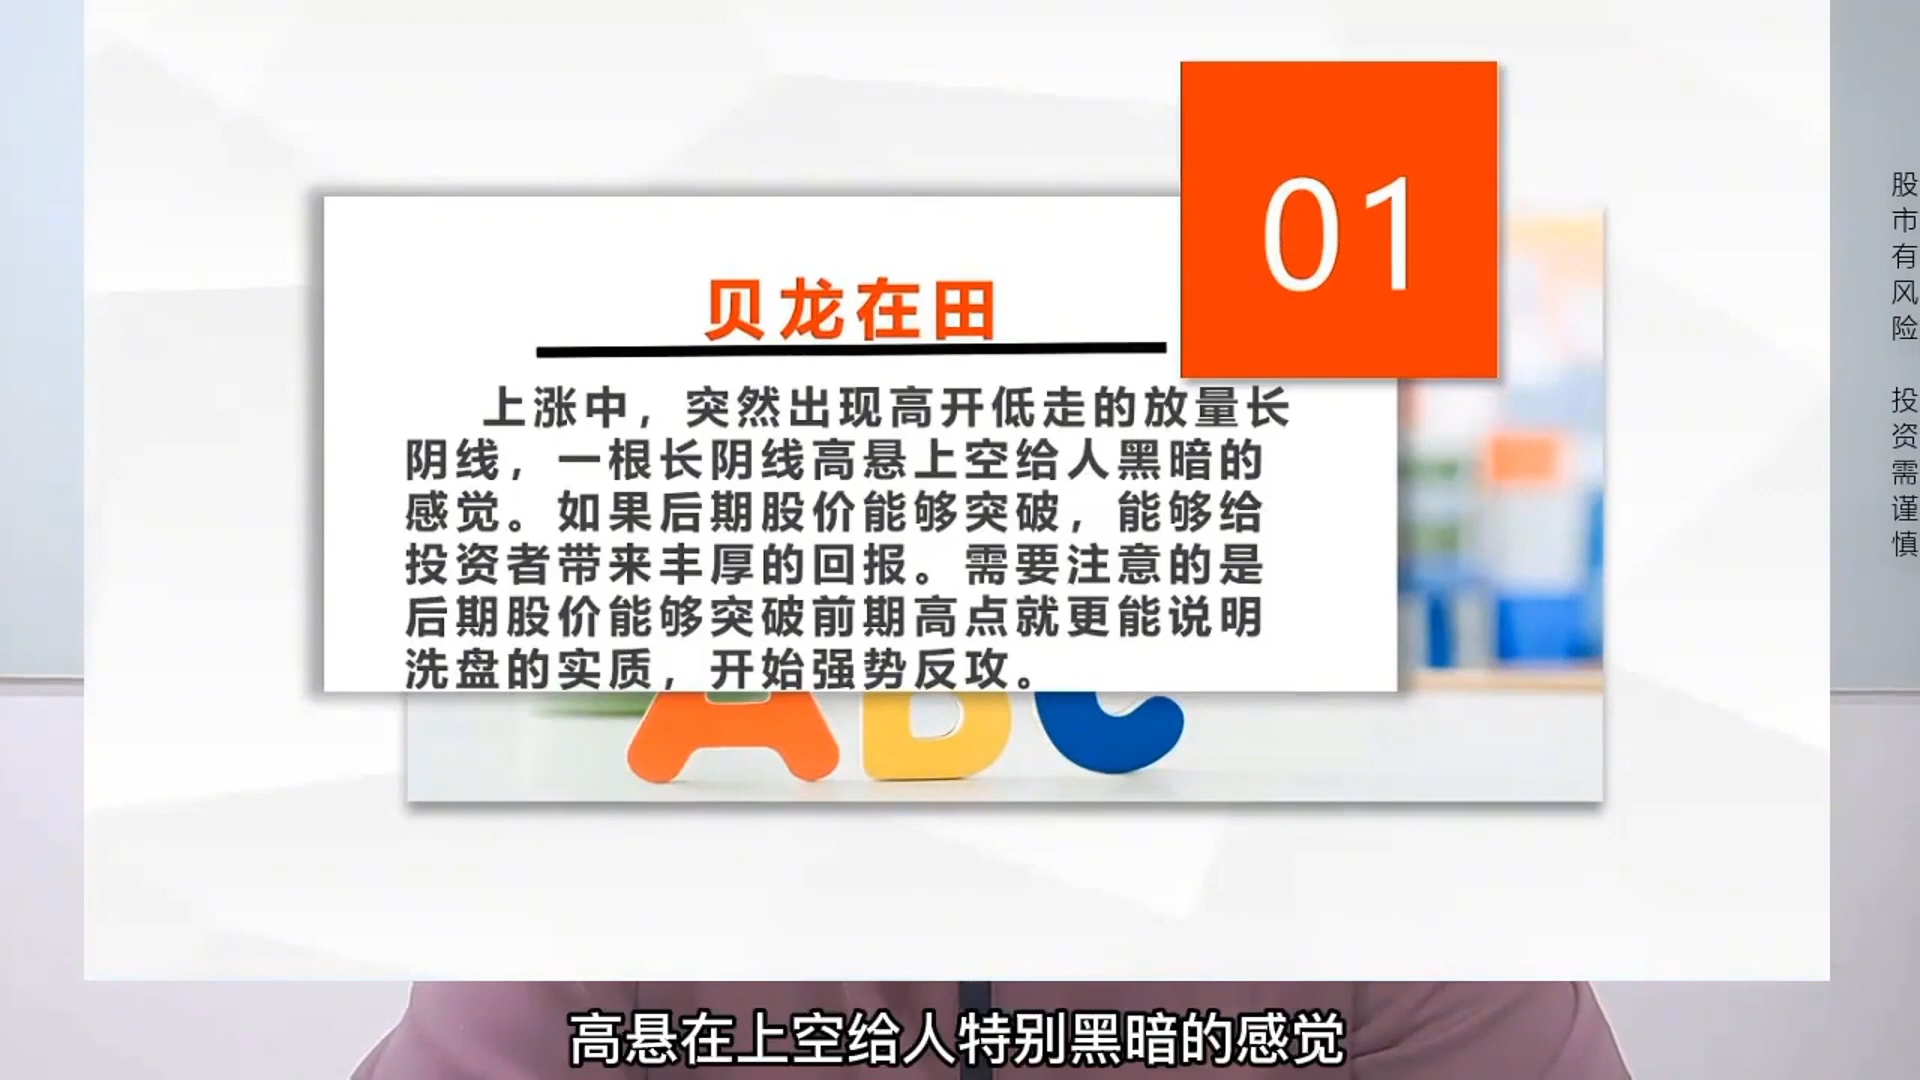 01
贝龙在田
上涨中，突然出现高开低走的放量长
阴线，一根长阴线高悬上空给人黑暗的
感觉。如果后期股价能够突破，能够给
投资者带来丰厚的回报。需要注意的是
后期股价能够突破前期高点就更能说明
洗盘的实质，开始强势反攻。
ABC
股市有风险 投资需谨慎
高悬在上空给人特别黑暗的感觉